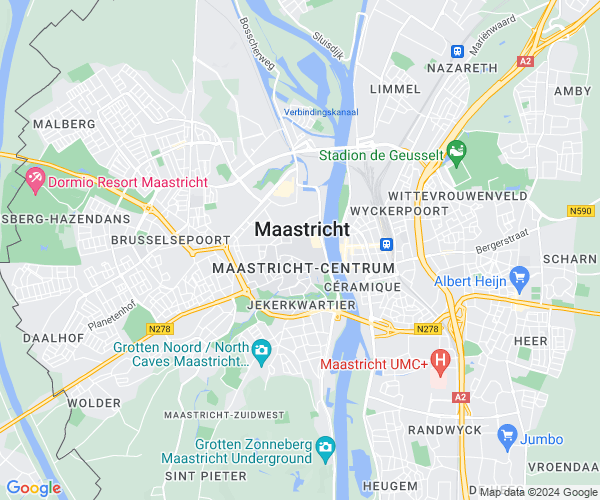 Bosscherweg
Sluisdijk
Mariënwaard
NAZARETH
A2
LIMMEL
AMBY
Verbindingskanaal
MALBERG
Stadion de Geusselt
Dormio Resort Maastricht
WITTEVROUWENVELD
WYCKERPOORT
N590
SBERG-HAZENDANS
Maastricht
BRUSSELSEPOORT
Bergerstraat
SCHARN
MAASTRICHT-CENTRUM
Albert Heijn
CÉRAMIQUE
JEKERKWARTIER
Planetenhof
N278
N278
DAALHOF
HEER
Grotten Noord / North
Caves Maastricht...
Maastricht UMC+
H
A2
WOLDER
MAASTRICHT-ZUIDWEST
RANDWYCK
Jumbo
Grotten Zonneberg
Maastricht Underground
VROENDAA
SINT PIETER
HEUGEM
Google
Map data ©2024 Google